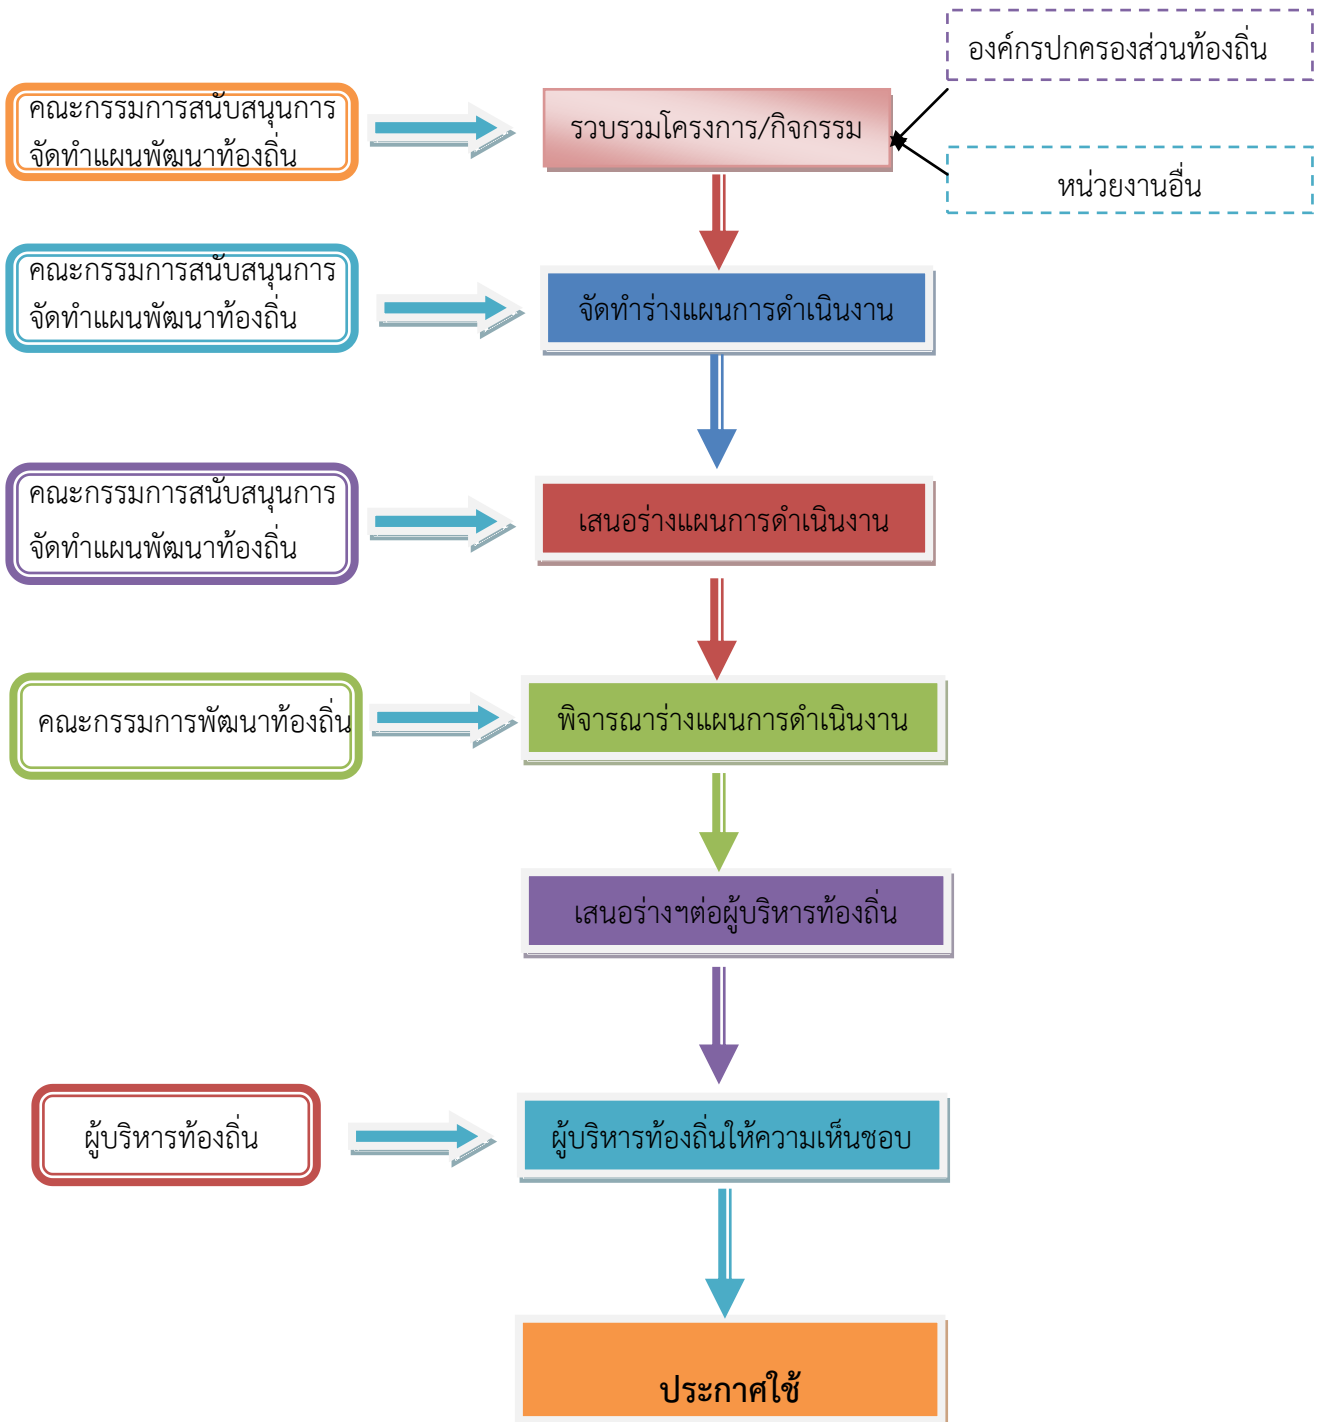 องค์กรปกครองส่วนท้องถิ่น
คณะกรรมการสนับสนุนการ
จัดทำแผนพัฒนาท้องถิ่น
รวบรวมโครงการ/กิจกรรม
หน่วยงานอื่น
คณะกรรมการสนับสนุนการ
จัดทำแผนพัฒนาท้องถิ่น
จัดทำร่างแผนการดำเนินงาน
คณะกรรมการสนับสนุนการ
จัดทำแผนพัฒนาท้องถิ่น
เสนอร่างแผนการดำเนินงาน
คณะกรรมการพัฒนาท้องถิ่น
พิจารณาร่างแผนการดำเนินงาน
เสนอร่างฯต่อผู้บริหารท้องถิ่น
ผู้บริหารท้องถิ่น
ผู้บริหารท้องถิ่นให้ความเห็นชอบ
ประกาศใช้